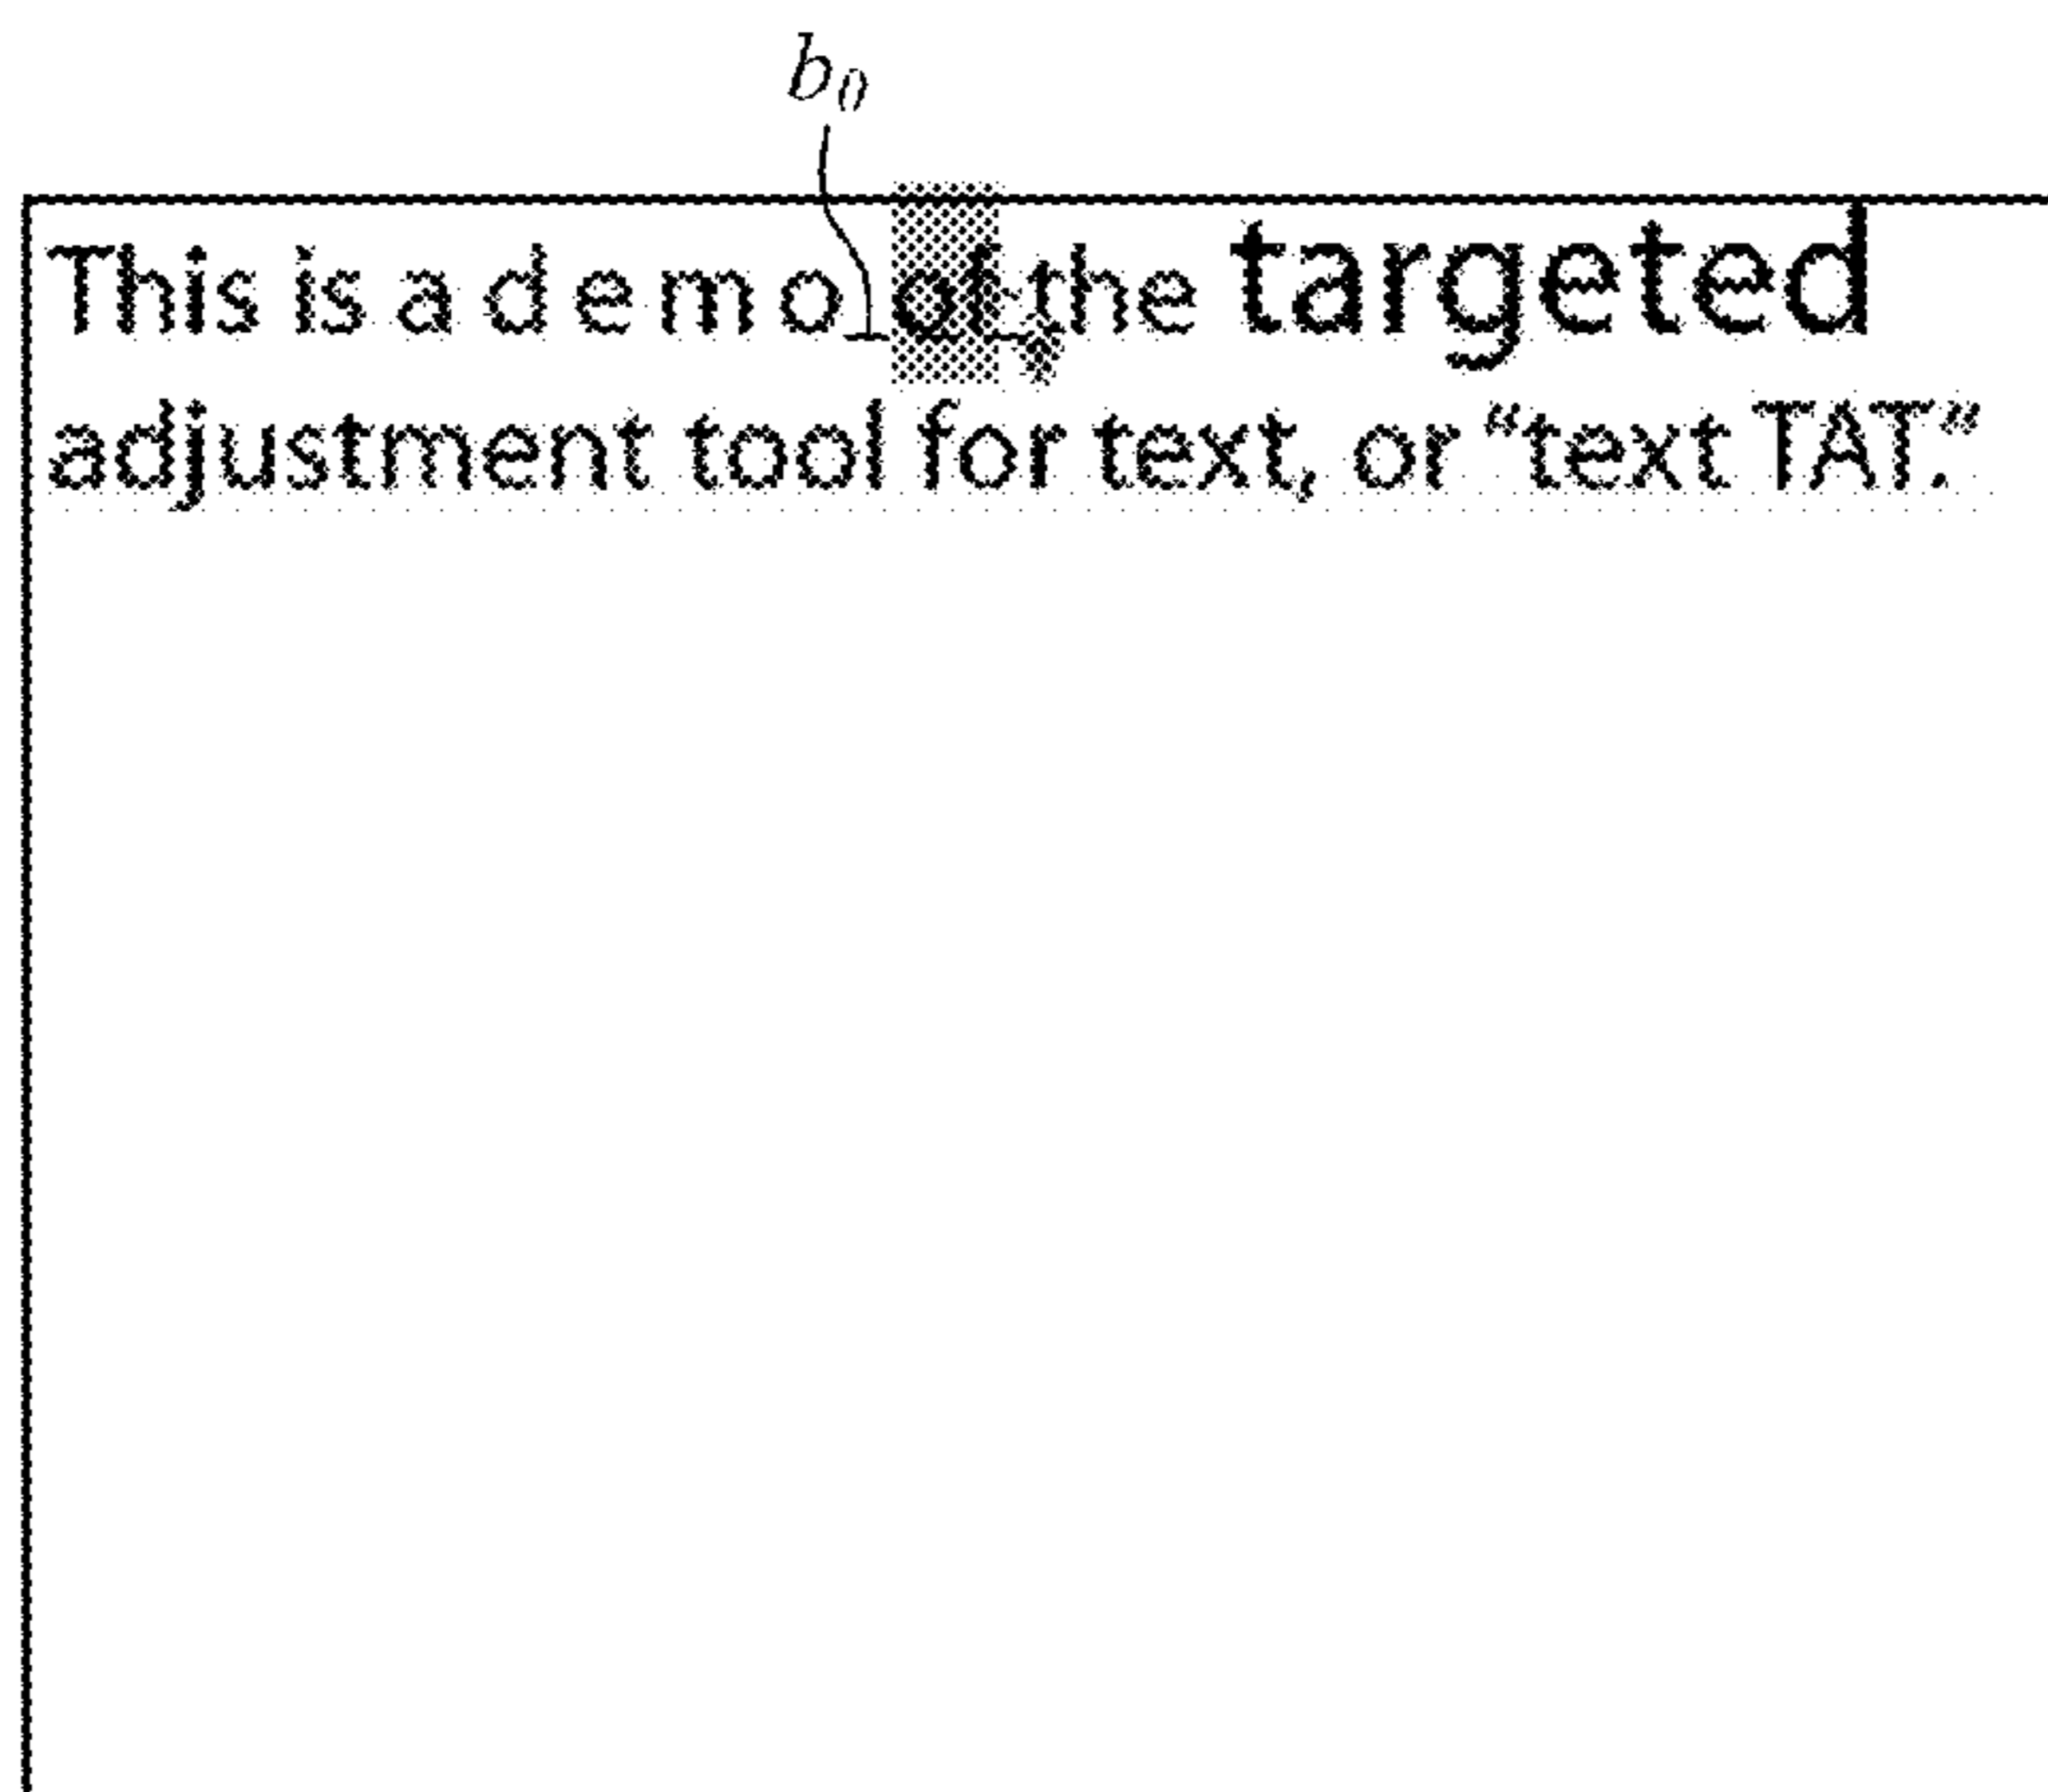 b0
This is a demo of the targeted
adjustment tool for text, or “text TAT.”